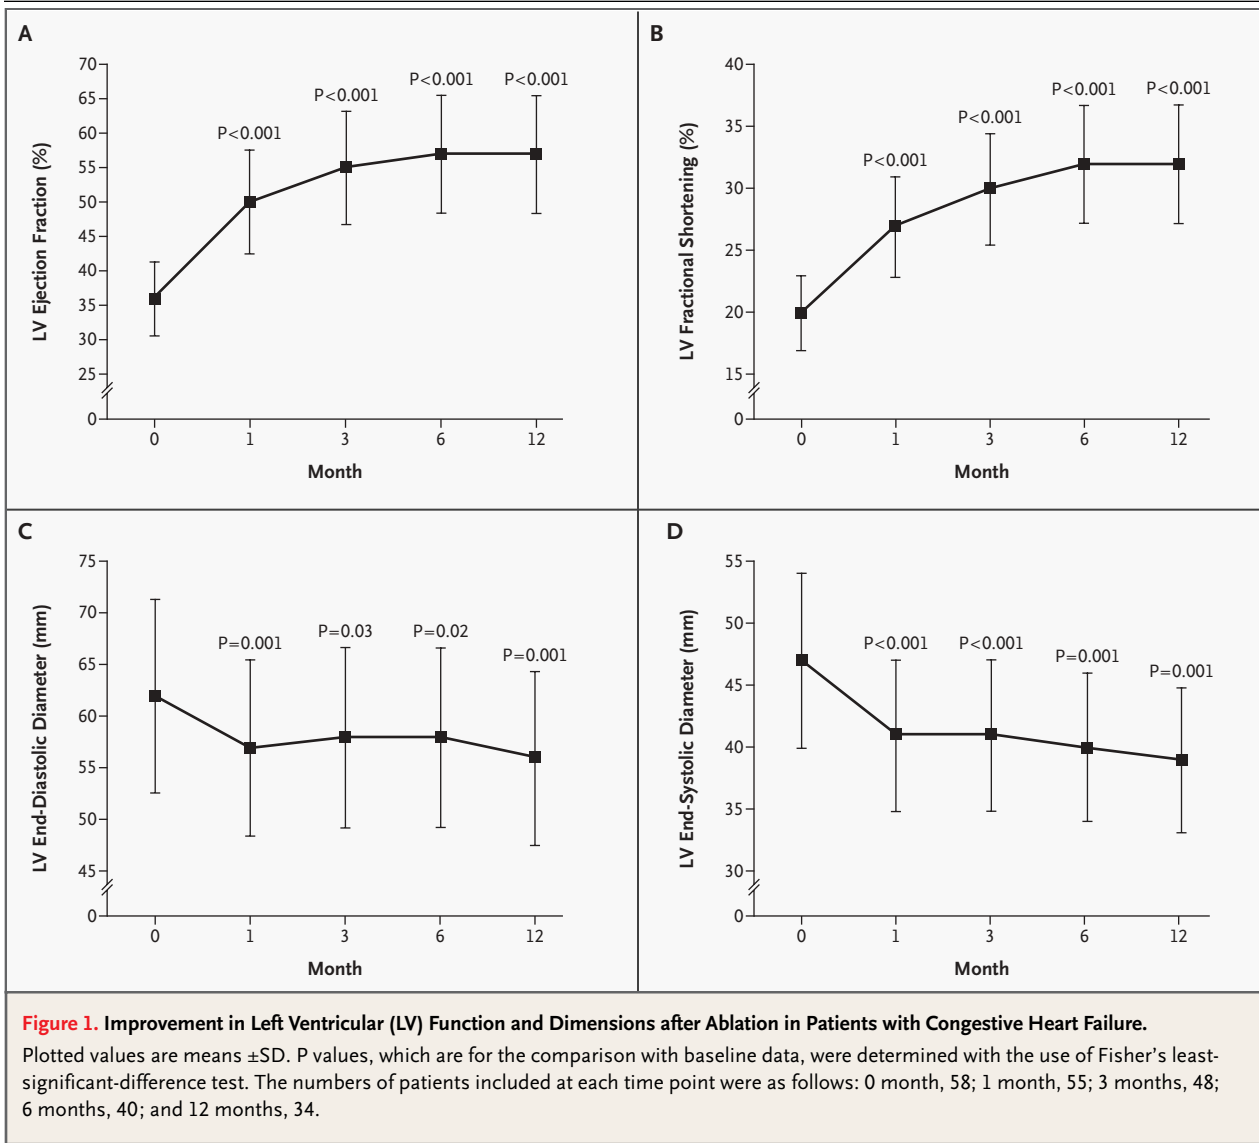 A
70
65
60
55
50
45
40
35
30
25
0
LV Ejection Fraction (%)
P<0.001
P<0.001
P<0.001
P<0.001
0 1 3 6 12
Month
B
40
35
30
25
20
15
0
LV Fractional Shortening (%)
P<0.001
P<0.001
P<0.001
P<0.001
0 1 3 6 12
Month
C
75
70
65
60
55
50
45
0
LV End-Diastolic Diameter (mm)
P=0.001
P=0.03
P=0.02
P=0.001
0 1 3 6 12
Month
D
55
50
45
40
35
30
0
LV End-Systolic Diameter (mm)
P<0.001
P<0.001
P=0.001
P=0.001
0 1 3 6 12
Month
Figure 1. Improvement in Left Ventricular (LV) Function and Dimensions after Ablation in Patients with Congestive Heart Failure.
Plotted values are means ±SD. P values, which are for the comparison with baseline data, were determined with the use of Fisher's least-
significant-difference test. The numbers of patients included at each time point were as follows: 0 month, 58; 1 month, 55; 3 months, 48;
6 months, 40; and 12 months, 34.